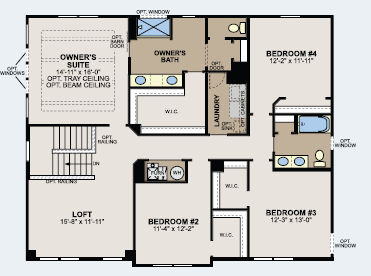 OPT. WINDOW
OPT.
BARN
DOOR
OWNER'S
SUITE
14'-11" x 16'-0"
OPT. TRAY CEILING
OPT. BEAM CEILING
OPT.
WINDOWS
OWNER'S
BATH
OPT.
DOOR
BEDROOM #4
12'-2" x 11'-11"
W.I.C.
LAUNDRY
OPT. CABINETS
OPT.
SINK
OPT.
RAILING
DN
OPT. RAILING
OPT.
WINDOW
FURN
WH
W.I.C.
LOFT
15'-8" x 11'-11"
BEDROOM #2
11'-4" x 12'-2"
W.I.C.
BEDROOM #3
12'-3" x 13'-0"
OPT.
WINDOW